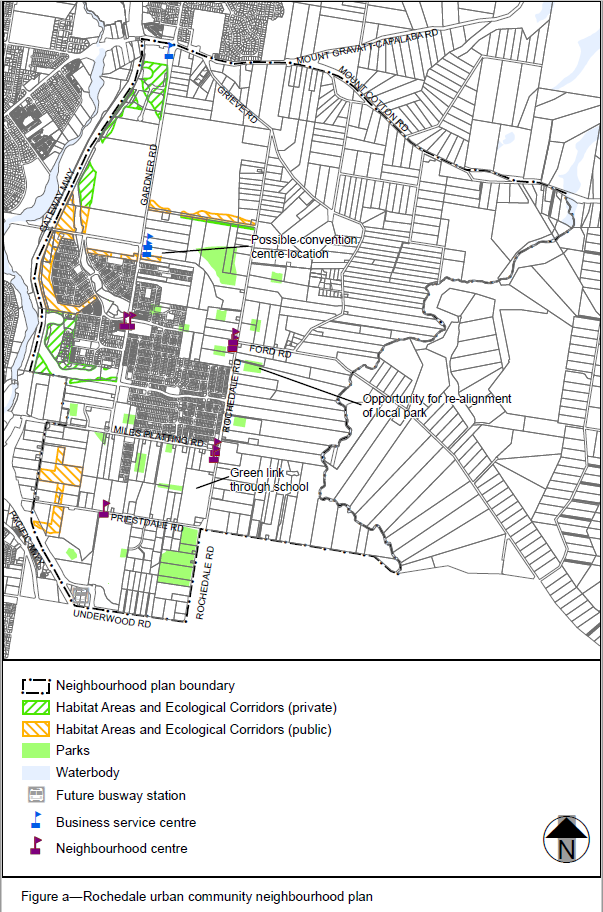 MOUNT GRAVATT-CAPALABA RD
MOUNT COTTON RD
GRIEVE RD
GARDNER RD
GATEWAY MWY
Possible convention
centre location
FORD RD
ROCHEDALE RD
Opportunity for re-alignment
of local park
MILES PLATTING RD
Green link
through school
PRIESTDALE RD
PACIFIC MWY
ROCHEDALE RD
UNDERWOOD RD
Neighbourhood plan boundary
Habitat Areas and Ecological Corridors (private)
Habitat Areas and Ecological Corridors (public)
Parks
Waterbody
Future busway station
Business service centre
Neighbourhood centre
N
Figure a—Rochedale urban community neighbourhood plan